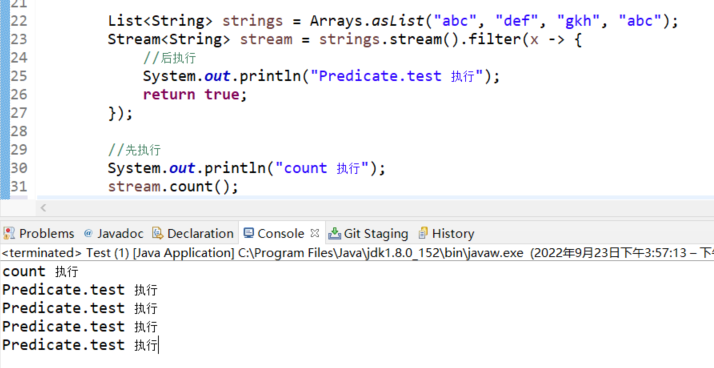 21
22 List<String> strings = Arrays.asList("abc", "def", "gkh", "abc");
23 Stream<String> stream = strings.stream().filter(x -> {
24 //后执行
25 System.out.println("Predicate.test 执行");
26 return true;
27 });
28
29 //先执行
30 System.out.println("count 执行");
31 stream.count();
Problems @ Javadoc Declaration Console Git Staging History
<terminated> Test (1) [Java Application] C:\Program Files\Java\jdk1.8.0_152\bin\javaw.exe (2022年9月23日下午3:57:13 – 下
count 执行
Predicate.test 执行
Predicate.test 执行
Predicate.test 执行
Predicate.test 执行